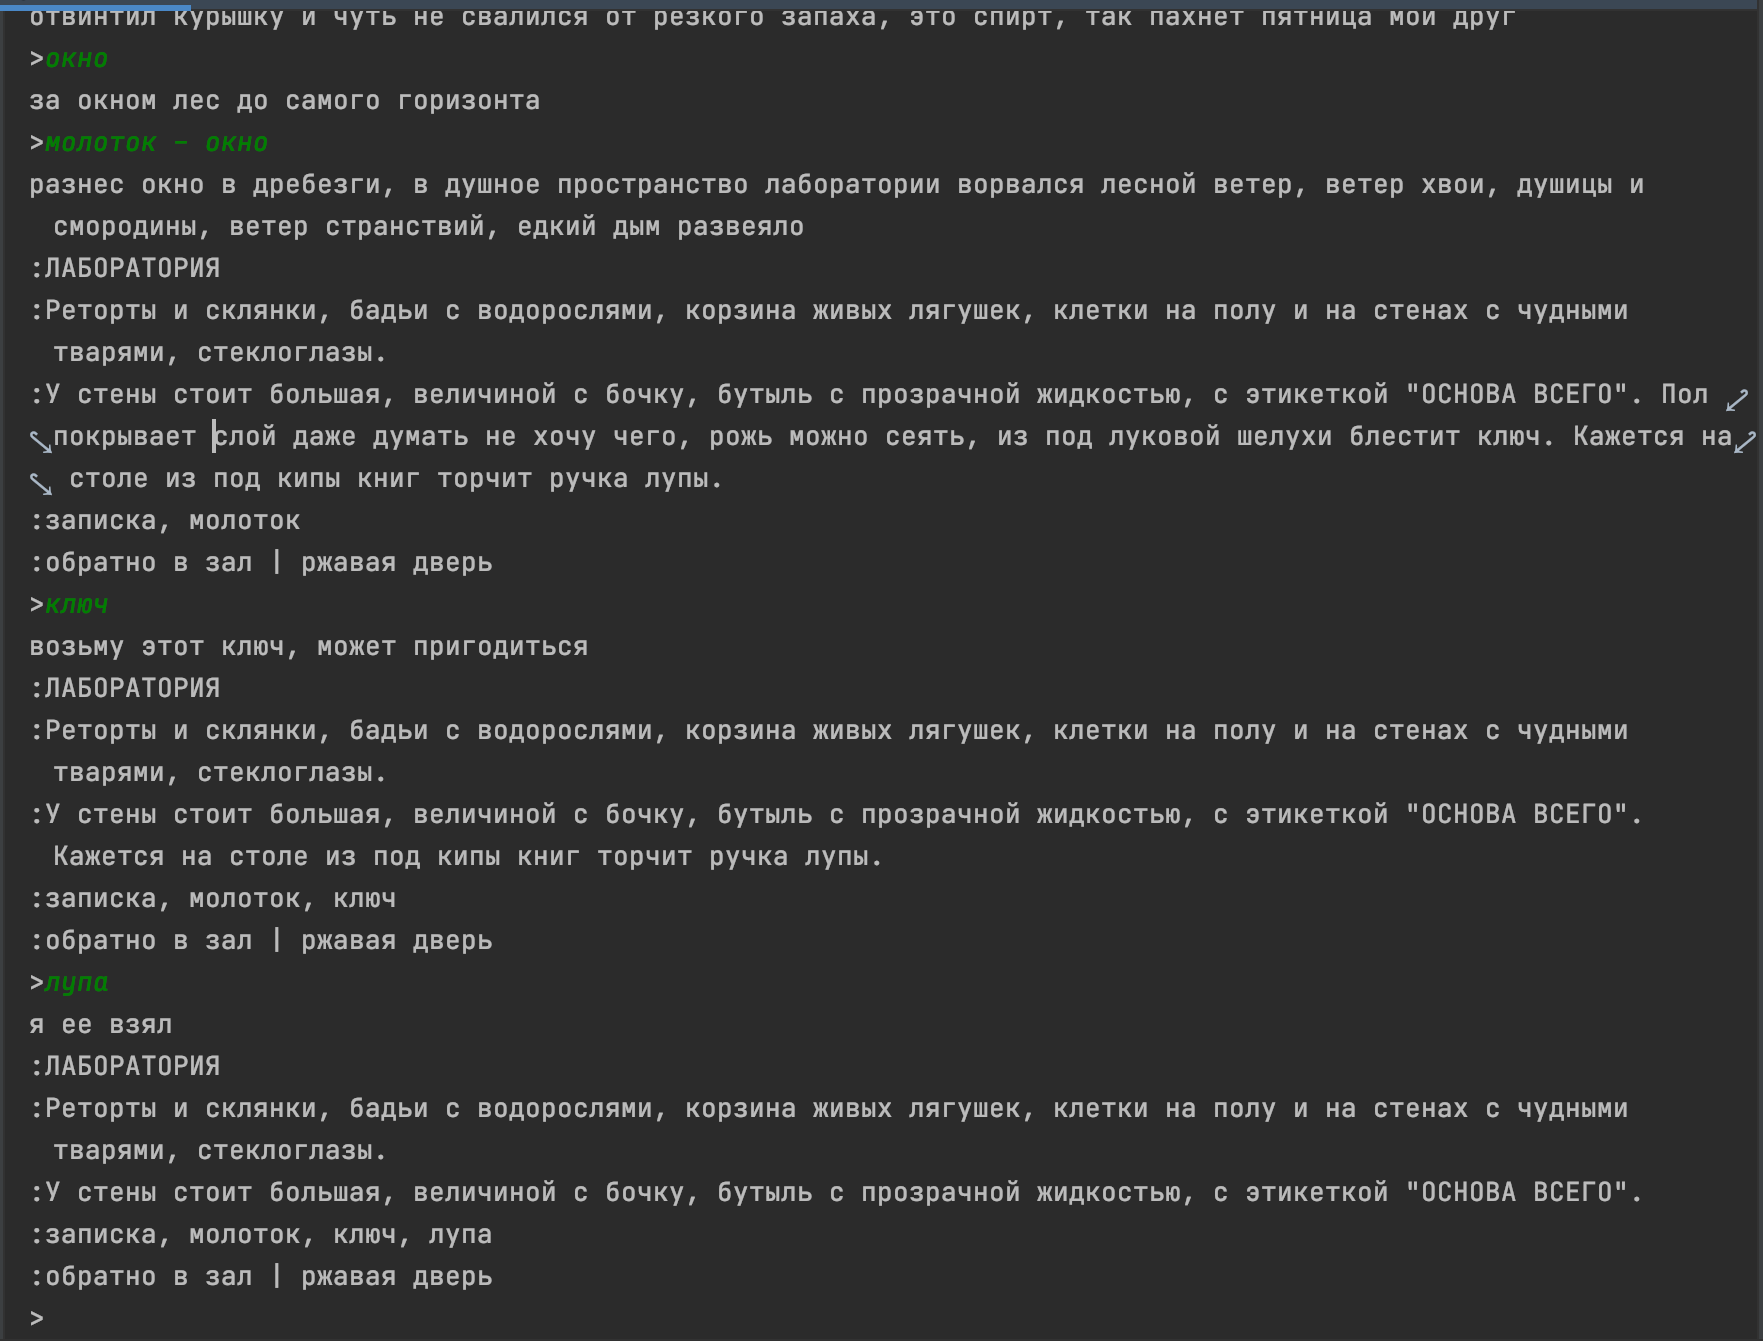 отвинтил курышку и чуть не свалился от резкого запаха, это спирт, так пахнет пятница мой друг
>окно
за окном лес до самого горизонта
>молоток - окно
разнес окно в дребезги, в душное пространство лаборатории ворвался лесной ветер, ветер хвои, душицы и
смородины, ветер странствий, едкий дым развеяло
:ЛАБОРАТОРИЯ
:Реторты и склянки, бадьи с водорослями, корзина живых лягушек, клетки на полу и на стенах с чудными
тварями, стеклоглазы.
:У стены стоит большая, величиной с бочку, бутыль с прозрачной жидкостью, с этикеткой "ОСНОВА ВСЕГО". Пол
покрывает слой даже думать не хочу чего, рожь можно сеять, из под луковой шелухи блестит ключ. Кажется на
столе из под кипы книг торчит ручка лупы.
:записка, молоток
:обратно в зал | ржавая дверь
>ключ
возьму этот ключ, может пригодиться
:ЛАБОРАТОРИЯ
:Реторты и склянки, бадьи с водорослями, корзина живых лягушек, клетки на полу и на стенах с чудными
тварями, стеклоглазы.
:У стены стоит большая, величиной с бочку, бутыль с прозрачной жидкостью, с этикеткой "ОСНОВА ВСЕГО".
Кажется на столе из под кипы книг торчит ручка лупы.
:записка, молоток, ключ
:обратно в зал | ржавая дверь
>лупа
я ее взял
:ЛАБОРАТОРИЯ
:Реторты и склянки, бадьи с водорослями, корзина живых лягушек, клетки на полу и на стенах с чудными
тварями, стеклоглазы.
:У стены стоит большая, величиной с бочку, бутыль с прозрачной жидкостью, с этикеткой "ОСНОВА ВСЕГО".
:записка, молоток, ключ, лупа
:обратно в зал | ржавая дверь
>